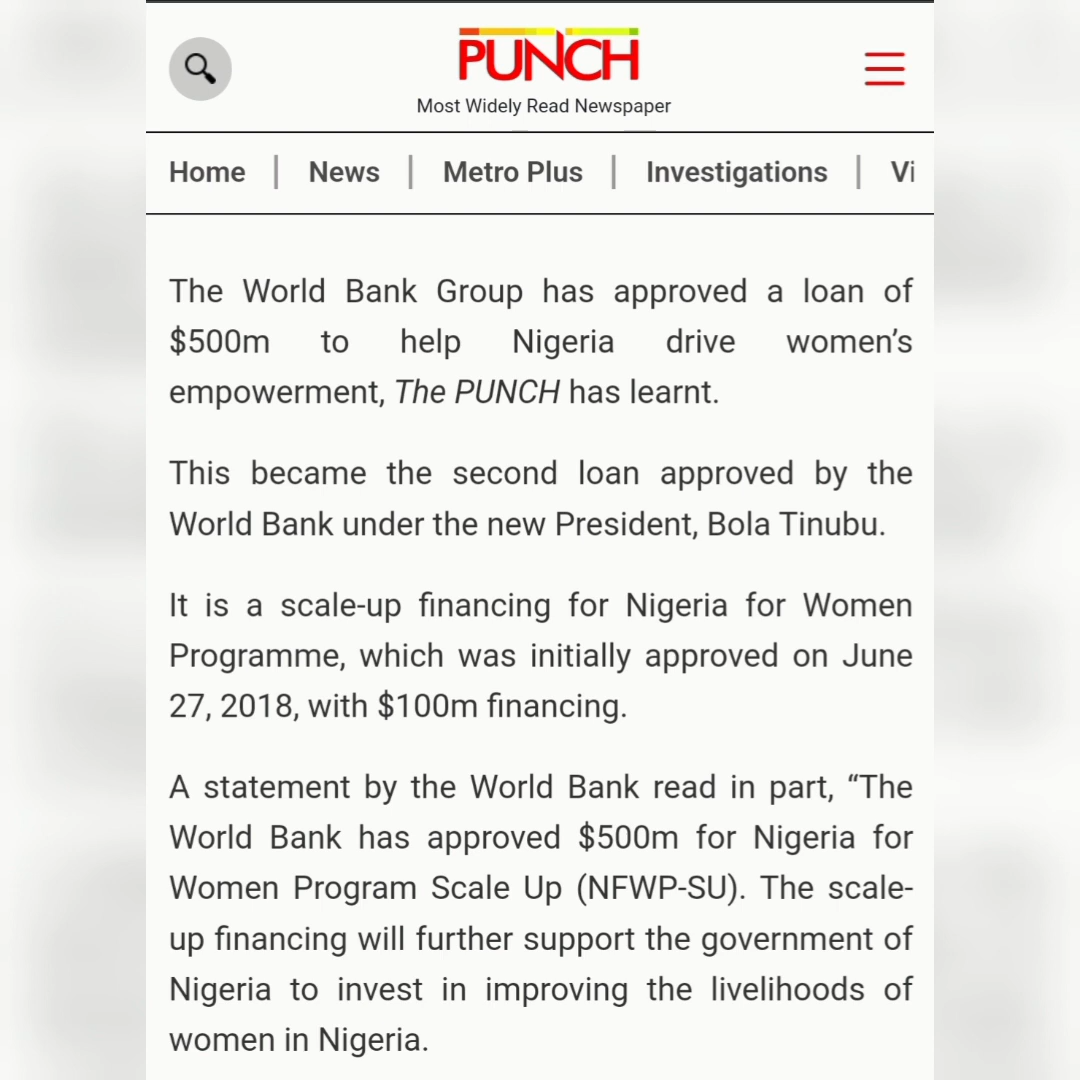 PUNCH
Most Widely Read Newspaper
Home | News | Metro Plus | Investigations | Vi
The World Bank Group has approved a loan of
$500m to help Nigeria drive women’s
empowerment, The PUNCH has learnt.
This became the second loan approved by the
World Bank under the new President, Bola Tinubu.
It is a scale-up financing for Nigeria for Women
Programme, which was initially approved on June
27, 2018, with $100m financing.
A statement by the World Bank read in part, “The
World Bank has approved $500m for Nigeria for
Women Program Scale Up (NFWP-SU). The scale-
up financing will further support the government of
Nigeria to invest in improving the livelihoods of
women in Nigeria.